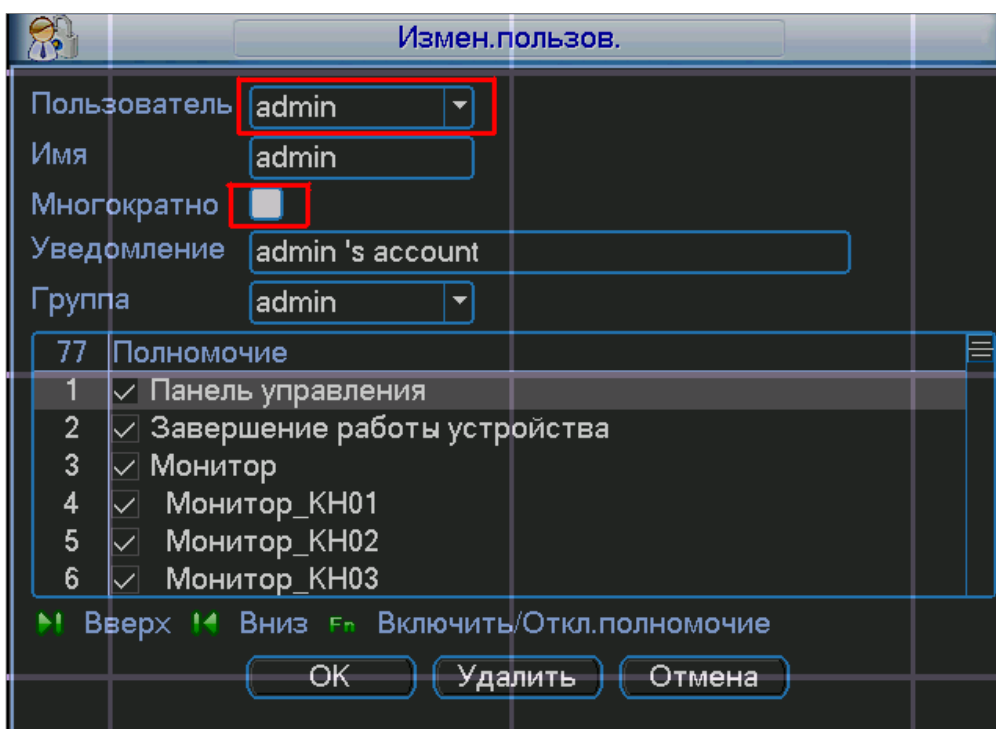 Измен.пользов.
Пользователь admin
Имя admin
Многократно
Уведомление admin 's account
Группа admin
77 Полномочие
1 Панель управления
2 Завершение работы устройства
3 Монитор
4 Монитор_КН01
5 Монитор_КН02
6 Монитор_КН03
Вверх Вниз Fn Включить/Откл.полномочие
OK Удалить Отмена